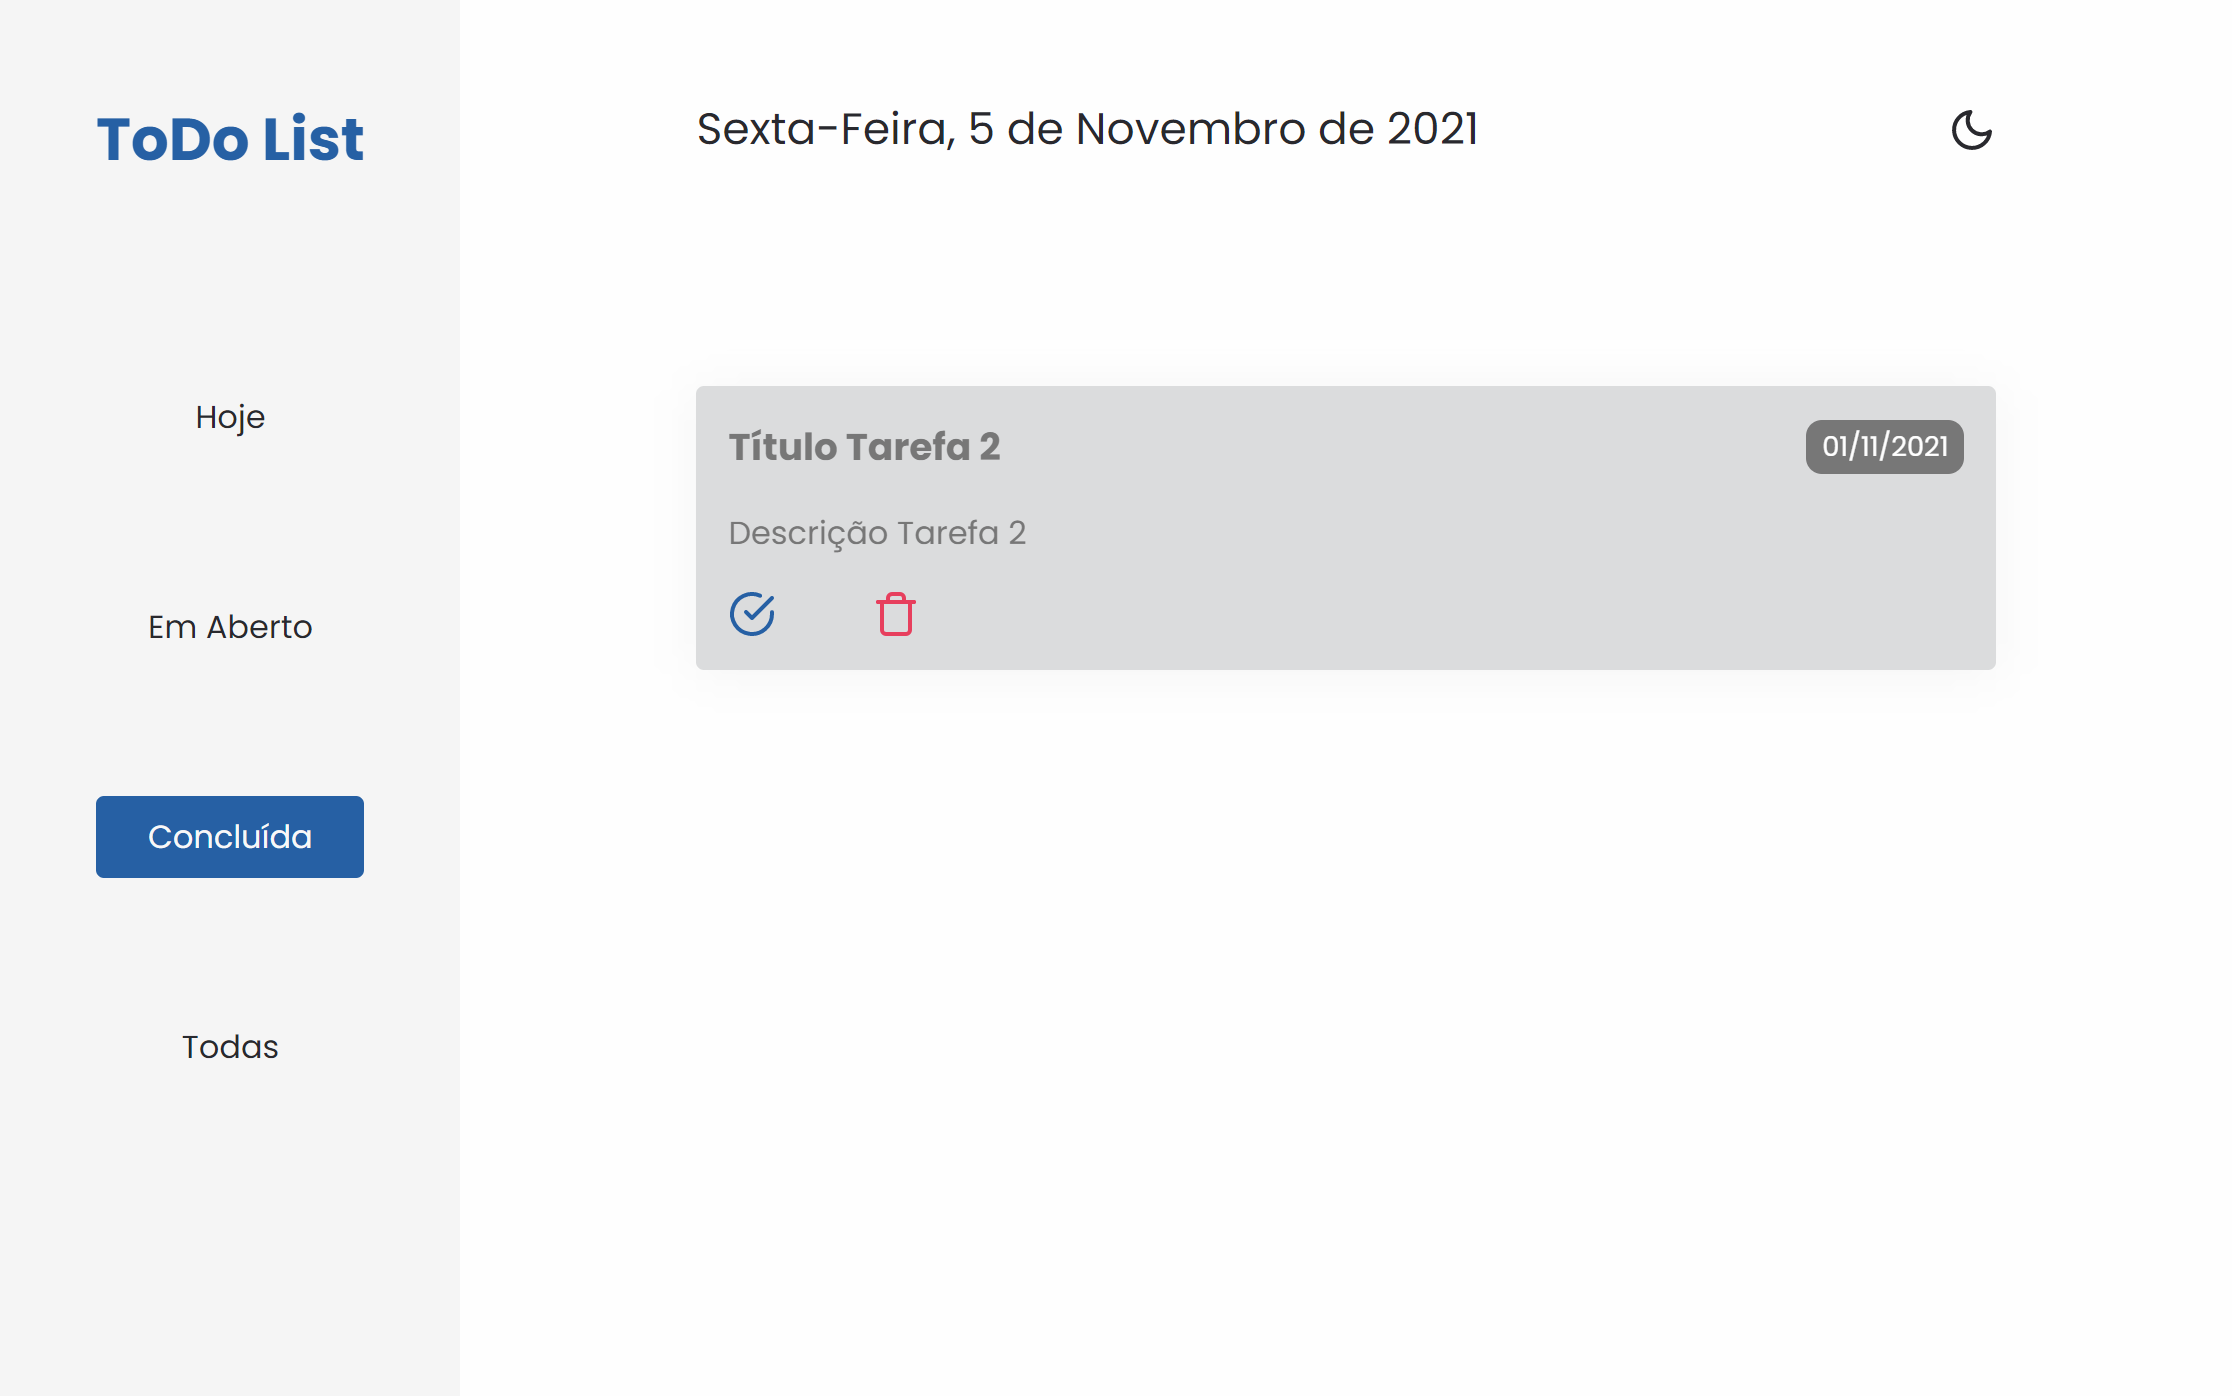 ToDo List
Hoje
Em Aberto
Concluída
Todas
Sexta-Feira, 5 de Novembro de 2021
Título Tarefa 2
01/11/2021
Descrição Tarefa 2